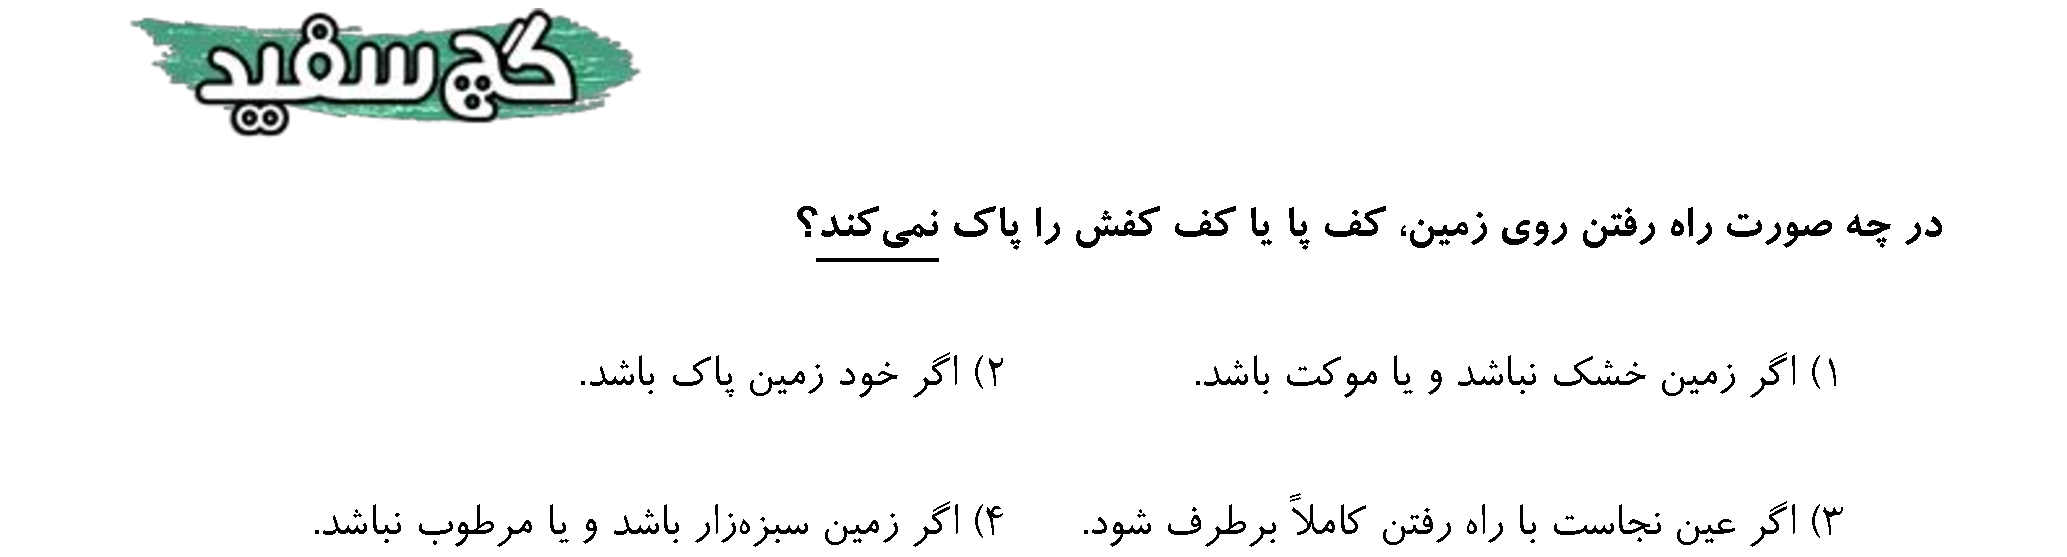 گچ سفید
در چه صورت راه رفتن روی زمین، کف پا یا کف کفش را پاک نمی‌کند؟
۱) اگر زمین خشک نباشد و یا موکت باشد. ۲) اگر خود زمین پاک باشد.
۳) اگر عین نجاست با راه رفتن کاملاً برطرف شود. ۴) اگر زمین سبزه‌زار باشد و یا مرطوب نباشد.